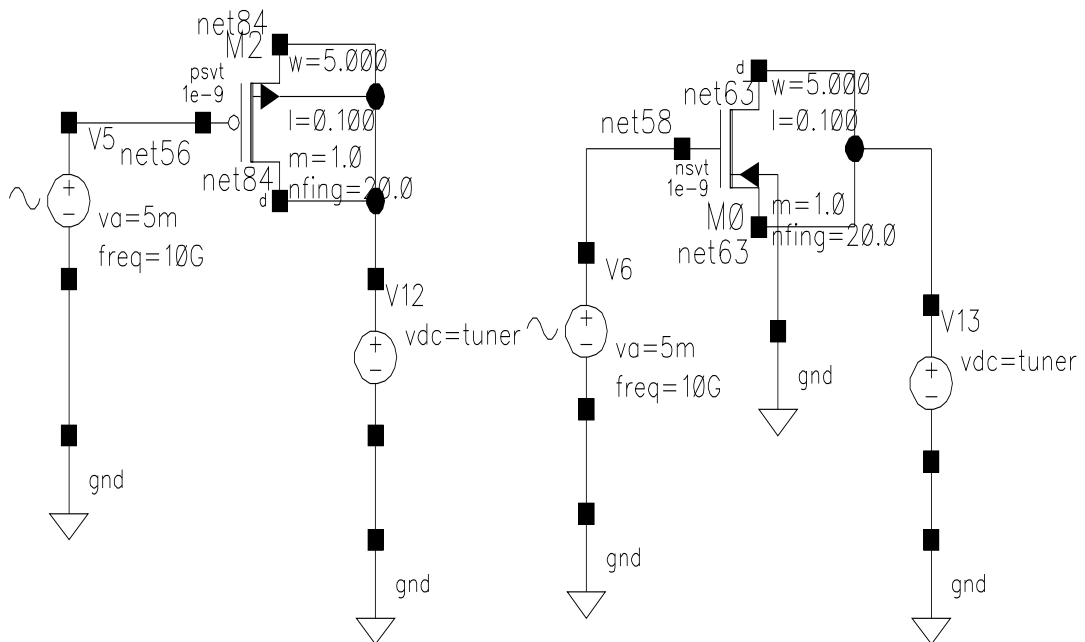 net84
M2
w=5.000
psvt
1e-9
l=0.100
V5
net56
m=1.0
net84
nfing=20.0
d
va=5m
freq=10G
V12
vdc=tuner
gnd
gnd
d
w=5.000
net63
l=0.100
net58
nsvt
1e-9
m=1.0
M0
nfing=20.0
net63
V6
va=5m
freq=10G
gnd
V13
vdc=tuner
gnd
gnd